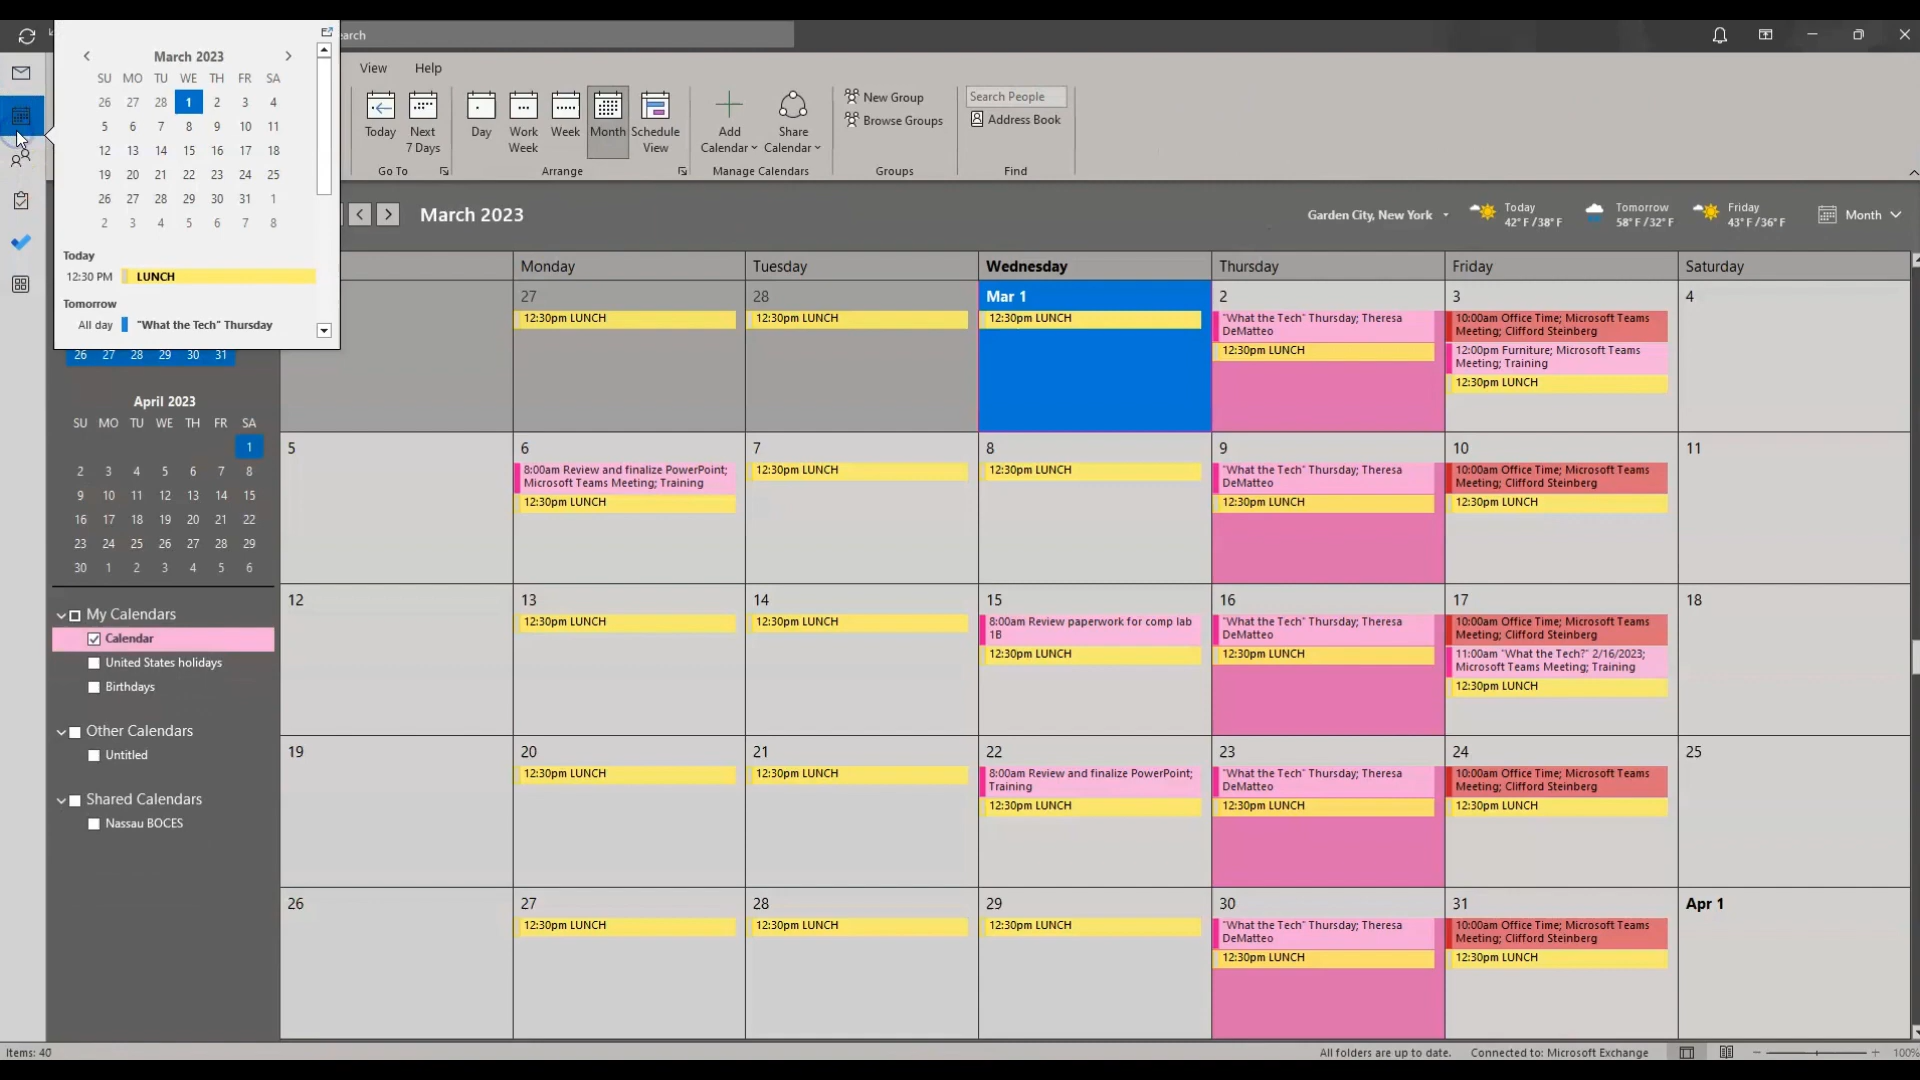 earch
March 2023
SU MO TU WE TH FR SA
26 27 28 1 2 3 4
5 6 7 8 9 10 11
12 13 14 15 16 17 18
19 20 21 22 23 24 25
26 27 28 29 30 31 1
2 3 4 5 6 7 8
Today
12:30 PM LUNCH
Tomorrow
All day "What the Tech" Thursday
View Help
Today
Next
7 Days
Go To
Day
Work
Week
Week
Month
Schedule
View
Arrange
Add
Calendar
Share
Calendar
Manage Calendars
New Group
Browse Groups
Groups
Search People
Address Book
Find
March 2023
Garden City, New York
Today
42°F/38°F
Tomorrow
58°F/32°F
Friday
43°F/36°F
Month
26 27 28 29 30 31
April 2023
SU MO TU WE TH FR SA
1
2 3 4 5 6 7 8
9 10 11 12 13 14 15
16 17 18 19 20 21 22
23 24 25 26 27 28 29
30 1 2 3 4 5 6
My Calendars
Calendar
United States holidays
Birthdays
Other Calendars
Untitled
Shared Calendars
Nassau BOCES
Monday Tuesday Wednesday Thursday Friday Saturday
27
12:30pm LUNCH
28
12:30pm LUNCH
Mar 1
12:30pm LUNCH
2
"What the Tech" Thursday; Theresa
DeMatteo
12:30pm LUNCH
3
10:00am Office Time; Microsoft Teams
Meeting; Clifford Steinberg
12:00pm Furniture; Microsoft Teams
Meeting; Training
12:30pm LUNCH
4
5
6
8:00am Review and finalize PowerPoint;
Microsoft Teams Meeting; Training
12:30pm LUNCH
7
12:30pm LUNCH
8
12:30pm LUNCH
9
"What the Tech" Thursday; Theresa
DeMatteo
12:30pm LUNCH
10
10:00am Office Time; Microsoft Teams
Meeting; Clifford Steinberg
12:30pm LUNCH
11
12
13
12:30pm LUNCH
14
12:30pm LUNCH
15
8:00am Review paperwork for comp lab
1B
12:30pm LUNCH
16
"What the Tech" Thursday; Theresa
DeMatteo
12:30pm LUNCH
17
10:00am Office Time; Microsoft Teams
Meeting; Clifford Steinberg
11:00am "What the Tech?" 2/16/2023;
Microsoft Teams Meeting; Training
12:30pm LUNCH
18
19
20
12:30pm LUNCH
21
12:30pm LUNCH
22
8:00am Review and finalize PowerPoint;
Training
12:30pm LUNCH
23
"What the Tech" Thursday; Theresa
DeMatteo
12:30pm LUNCH
24
10:00am Office Time; Microsoft Teams
Meeting; Clifford Steinberg
12:30pm LUNCH
25
26
27
12:30pm LUNCH
28
12:30pm LUNCH
29
12:30pm LUNCH
30
"What the Tech" Thursday; Theresa
DeMatteo
12:30pm LUNCH
31
10:00am Office Time; Microsoft Teams
Meeting; Clifford Steinberg
12:30pm LUNCH
Apr 1
Items: 40
All folders are up to date. Connected to: Microsoft Exchange 100%